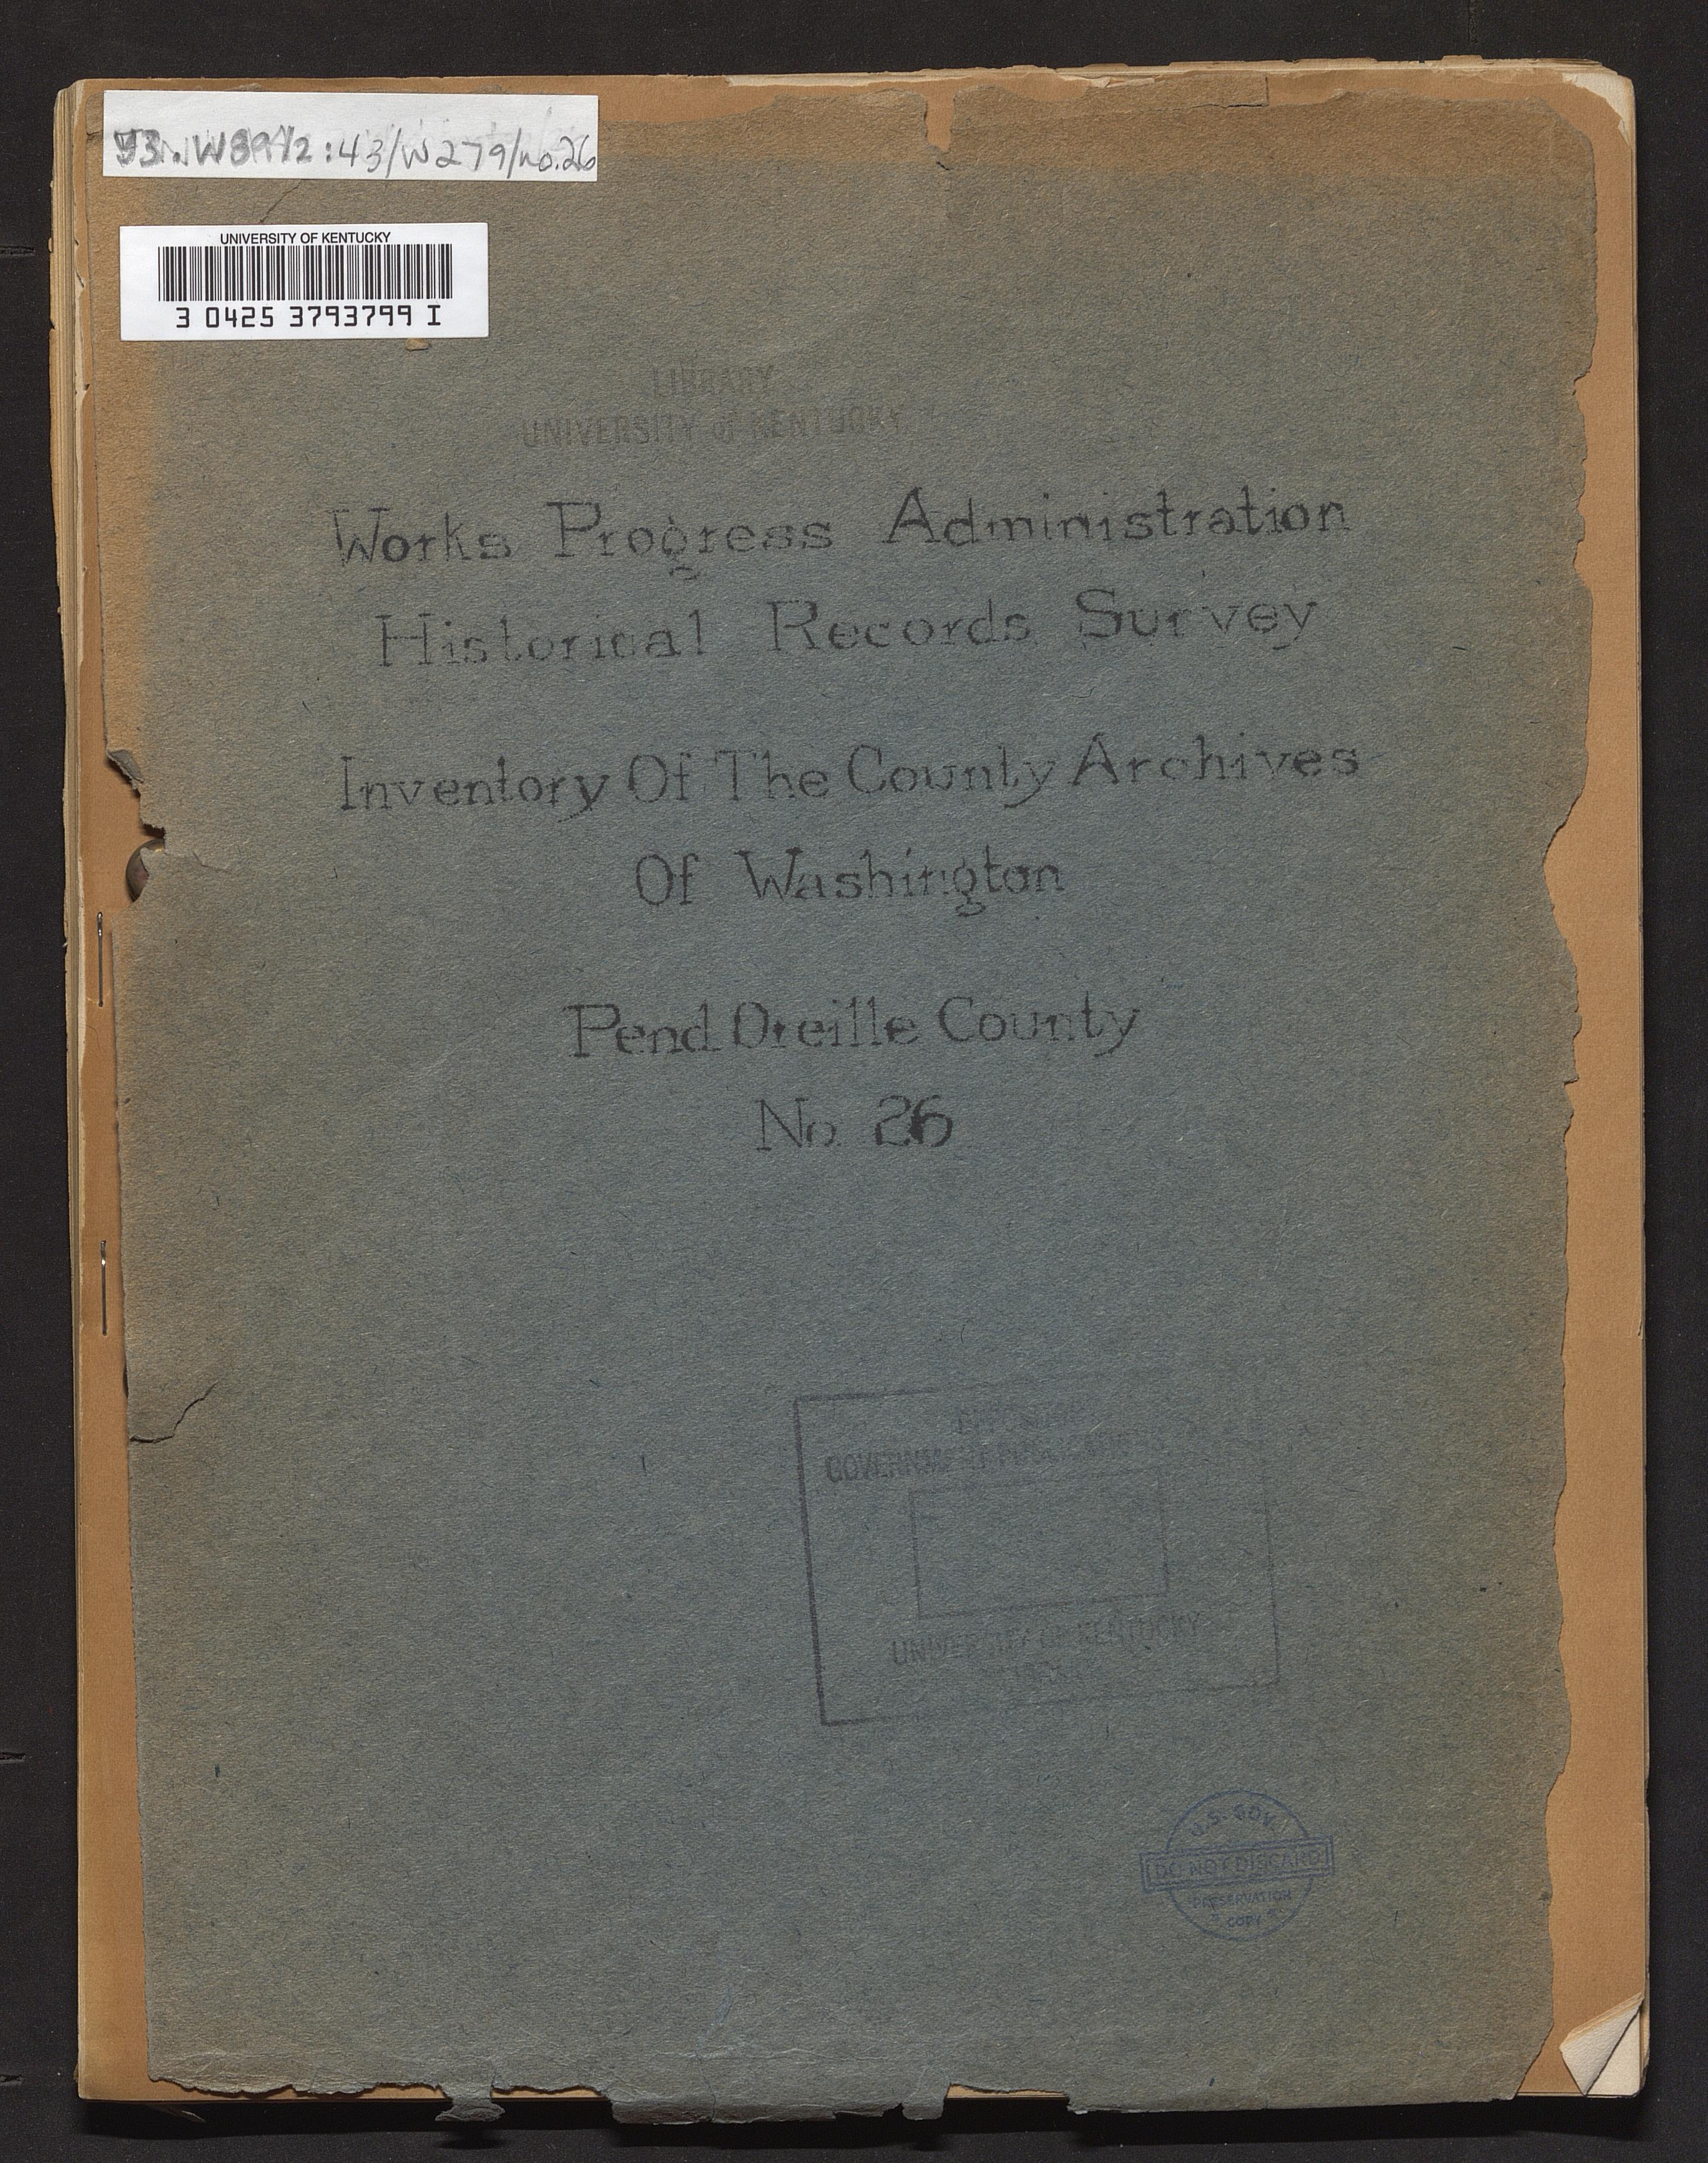 Y3.W89/2:43/W279/no.26
UNIVERSITY OF KENTUCKY
3 0425 3793799 I
LIBRARY
UNIVERSITY of KENTUCKY
Works Progress Administration
Historical Records Survey
Inventory Of The County Archives
Of Washington
Pend Oreille County
No. 26
GOVERNMENT PUBLICATIONS
UNIVERSITY OF KENTUCKY
U.S. GOV.
DO NOT DISCARD
PRESERVATION
COPY